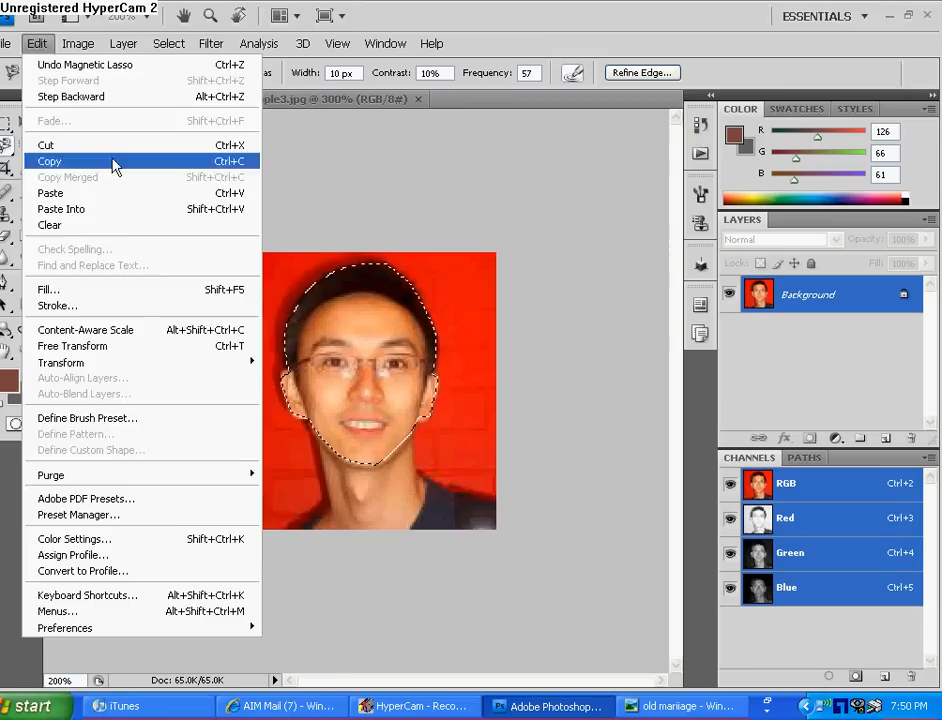 Unregistered HyperCam 2
200%
ESSENTIALS
Edit Image Layer Select Filter Analysis 3D View Window Help
Width: 10 px Contrast: 10% Frequency: 57 Refine Edge...
ple3.jpg @ 300% (RGB/8#)
Undo Magnetic Lasso Ctrl+Z
Step Forward Shift+Ctrl+Z
Step Backward Alt+Ctrl+Z
Fade... Shift+Ctrl+F
Cut Ctrl+X
Copy Ctrl+C
Copy Merged Shift+Ctrl+C
Paste Ctrl+V
Paste Into Shift+Ctrl+V
Clear
Check Spelling...
Find and Replace Text...
Fill... Shift+F5
Stroke...
Content-Aware Scale Alt+Shift+Ctrl+C
Free Transform Ctrl+T
Transform
Auto-Align Layers...
Auto-Blend Layers...
Define Brush Preset...
Define Pattern...
Define Custom Shape...
Purge
Adobe PDF Presets...
Preset Manager...
Color Settings... Shift+Ctrl+K
Assign Profile...
Convert to Profile...
Keyboard Shortcuts... Alt+Shift+Ctrl+K
Menus... Alt+Shift+Ctrl+M
Preferences
COLOR SWATCHES STYLES
R 126
G 66
B 61
LAYERS
Normal Opacity: 100%
Lock: Fill: 100%
Background
CHANNELS PATHS
RGB Ctrl+2
Red Ctrl+3
Green Ctrl+4
Blue Ctrl+5
200% Doc: 65.0K/65.0K
start iTunes AIM Mail (7) - Win... HyperCam - Reco... Adobe Photoshop... old mariiage - Win... 7:50 PM